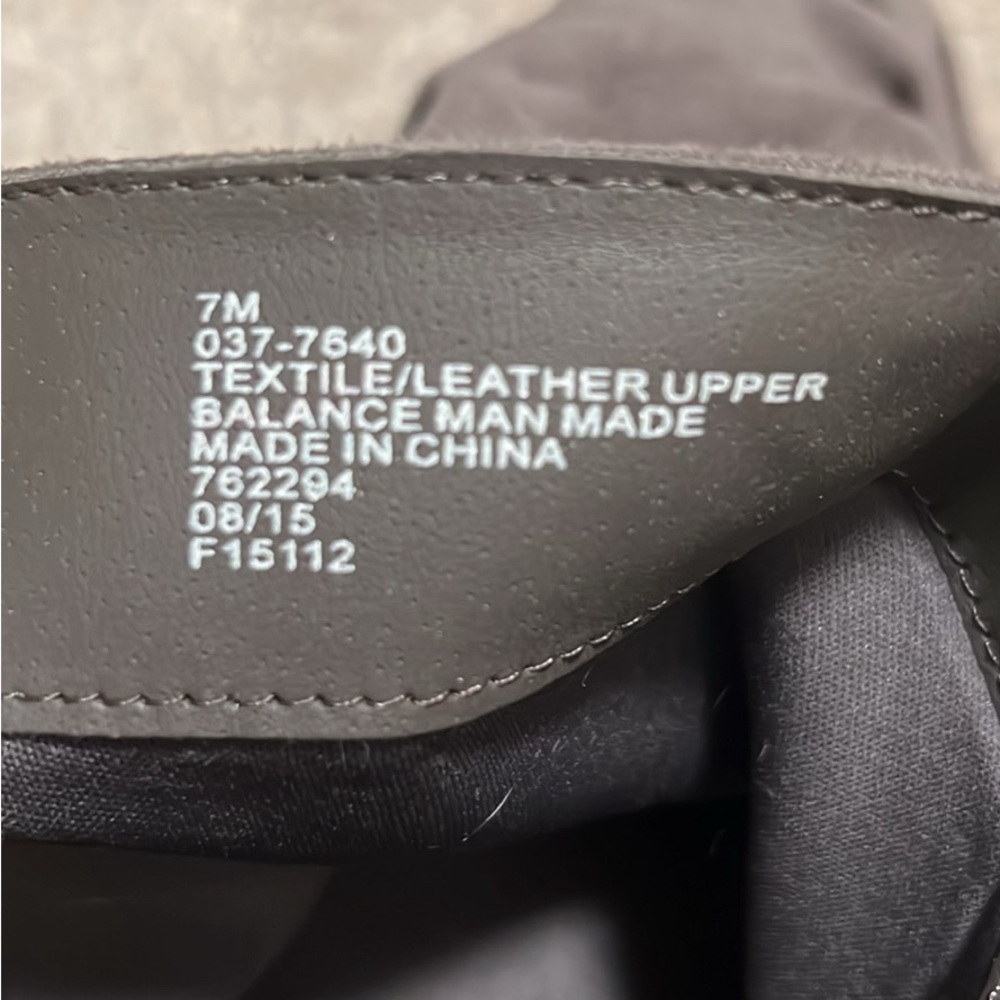 7M
037-7640
TEXTILE/LEATHER UPPER
BALANCE MAN MADE
MADE IN CHINA
762294
08/15
F15112